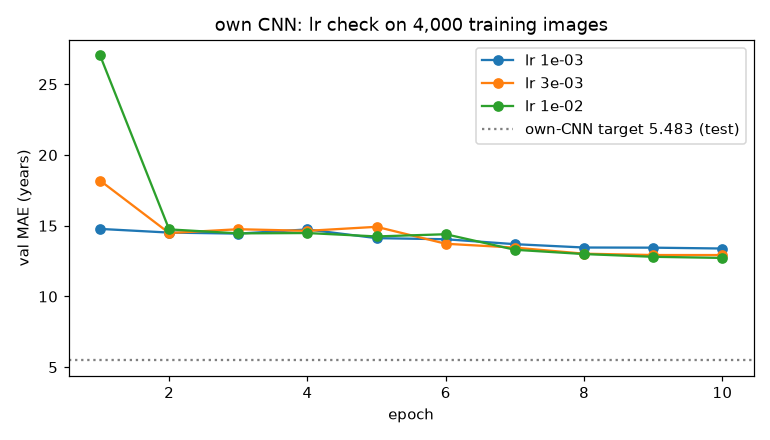 own CNN: lr check on 4,000 training images
lr 1e-03
lr 3e-03
lr 1e-02
own-CNN target 5.483 (test)
val MAE (years)
25
20
15
10
5
2
4
6
8
10
epoch